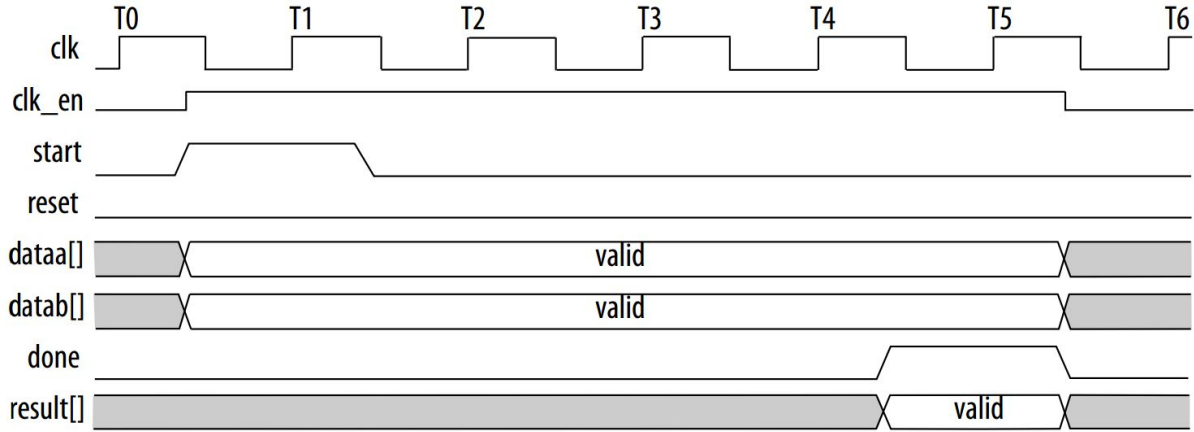 T0 T1 T2 T3 T4 T5 T6
clk
clk_en
start
reset
dataa[] valid
datab[] valid
done
result[] valid